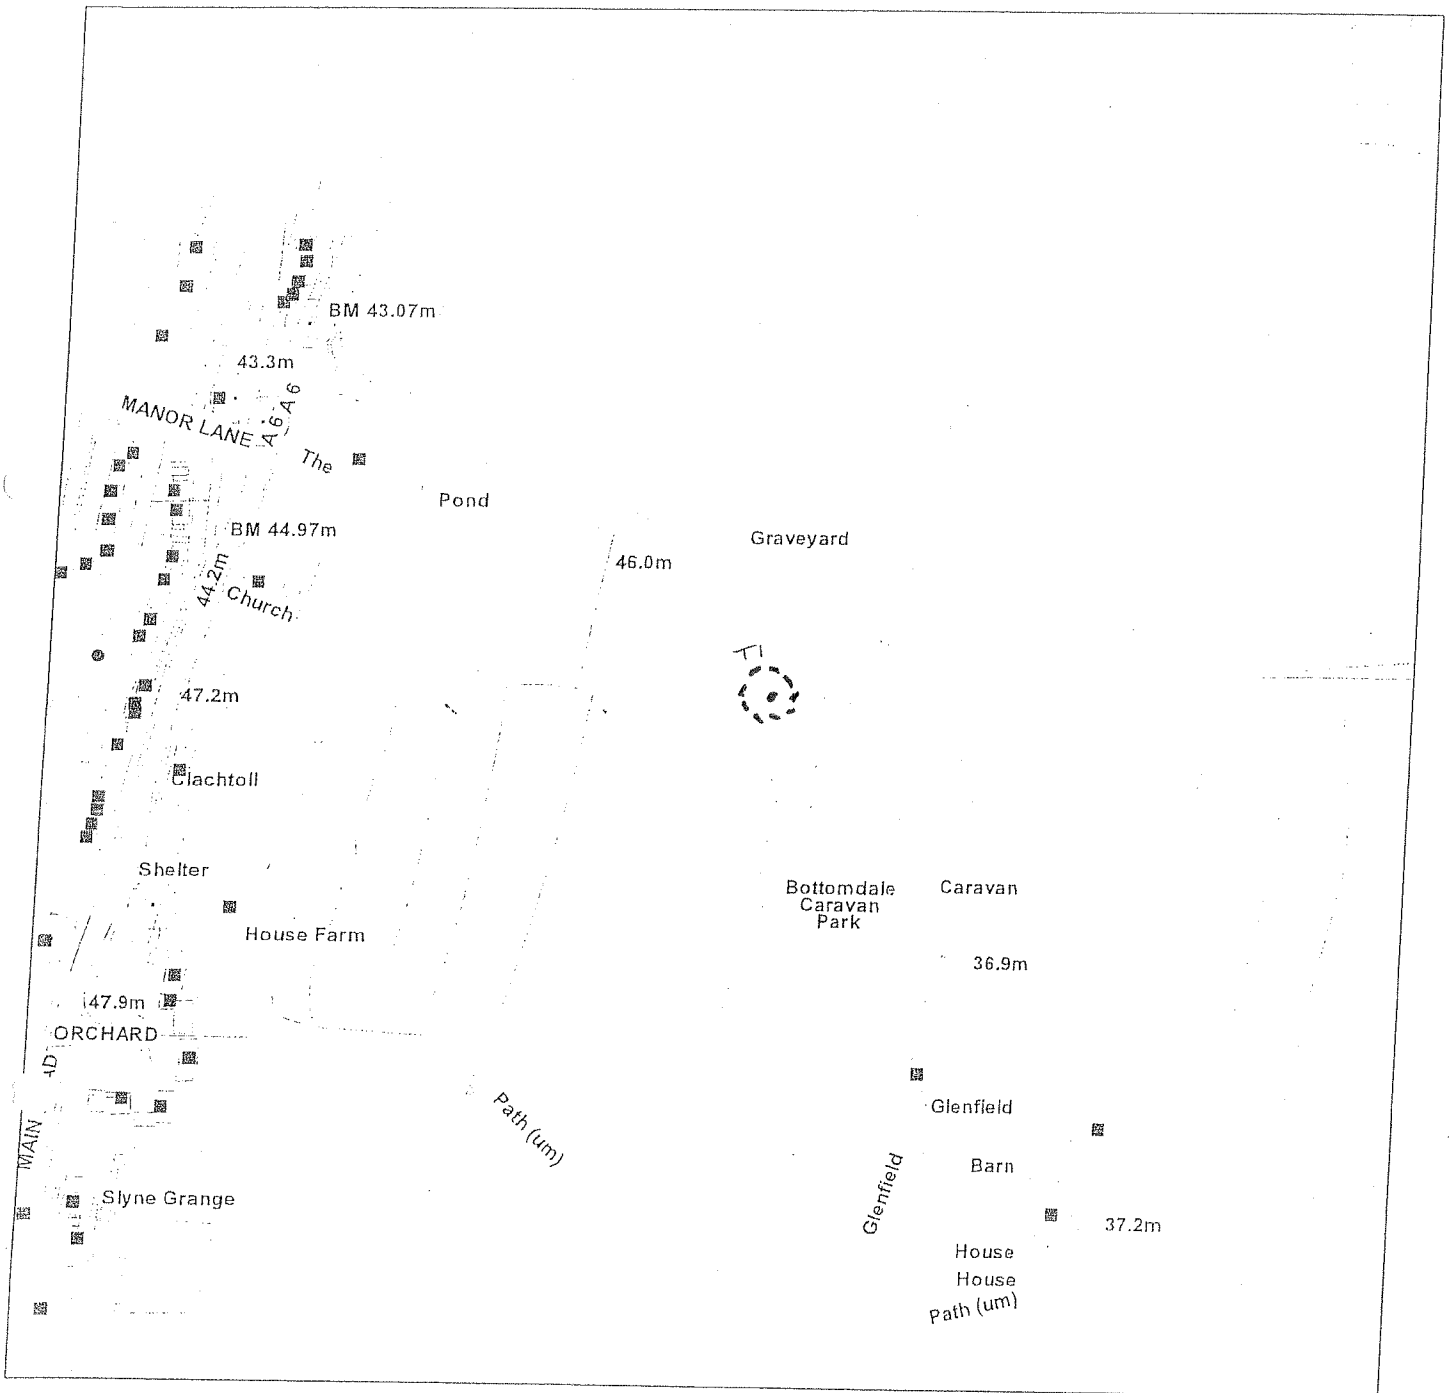 BM 43.07m
43.3m
A6 A6
MANOR LANE
The
Pond
BM 44.97m
Graveyard
46.0m
44.2m
Church
T1
47.2m
Clachtoll
Shelter
Bottomdale
Caravan
Park
Caravan
House Farm
36.9m
47.9m
ORCHARD
Path (um)
Glenfield
MAIN
Barn
Glenfield
Slyne Grange
37.2m
House
House
Path (um)